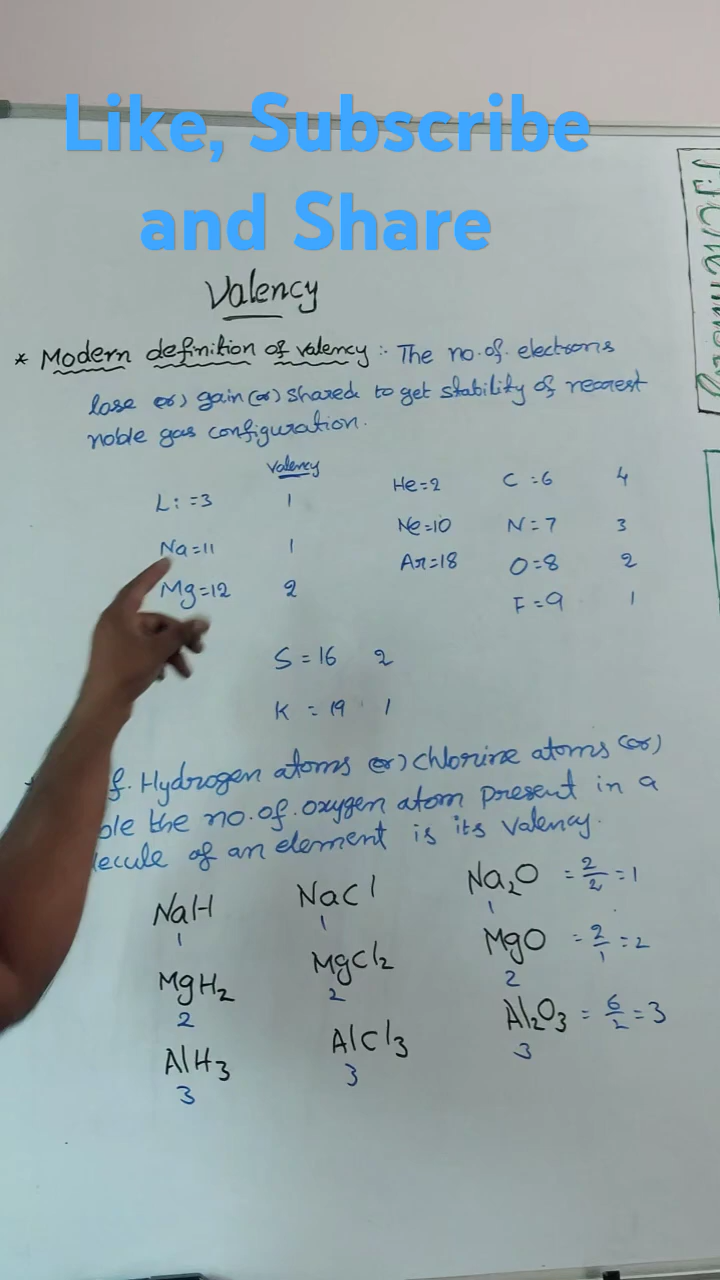 Like, Subscribe
and Share
Valency
* Modern definition of valency :- The no. of. electrons
lose (or) gain (or) shared to get stability of nearest
noble gas configuration.
Valency
Li =3 1 He=2 C =6 4
Na=11 1 Ne=10 N=7 3
Mg=12 2 Ar=18 O=8 2
F=9 1
S = 16 2
K = 19 1
f. Hydrogen atoms (or) chlorine atoms (or)
ble the no. of. oxygen atom present in a
lecule of an element is its valency.
NaH NaCl Na2O = 2/2 = 1
1 1 1
MgH2 MgCl2 MgO = 2/1 = 2
2 2 2
AlH3 AlCl3 Al2O3 = 6/2 = 3
3 3 3